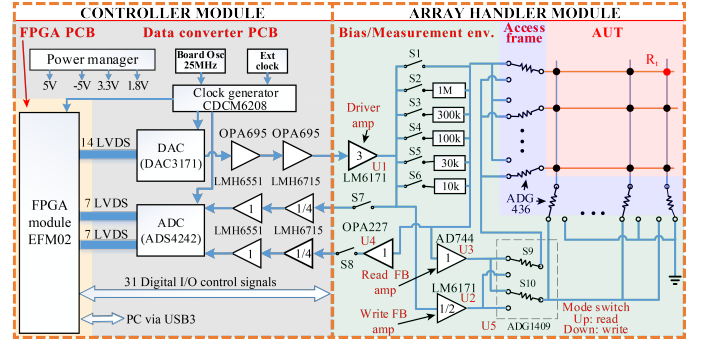 CONTROLLER MODULE
ARRAY HANDLER MODULE
FPGA PCB
Data converter PCB
Bias/Measurement env.
Access
frame
AUT
Power manager
5V -5V 3.3V 1.8V
Board Osc
25MHz
Ext
clock
Clock generator
CDCM6208
14 LVDS
DAC
(DAC3171)
OPA695
OPA695
Driver
amp
3
U1
LM6171
S1
S2
1M
S3
300k
S4
100k
S5
30k
S6
10k
R₁
ADG
436
FPGA
module
EFM02
7 LVDS
7 LVDS
ADC
(ADS4242)
LMH6551
LMH6715
1
1/4
LMH6551
LMH6715
1
1/4
S7
OPA227
U4
1
S8
AD744
U3
1
Read FB
amp
LM6171
U2
1/2
Write FB
amp
S9
S10
U5
ADG1409
Mode switch
Up: read
Down: write
31 Digital I/O control signals
PC via USB3